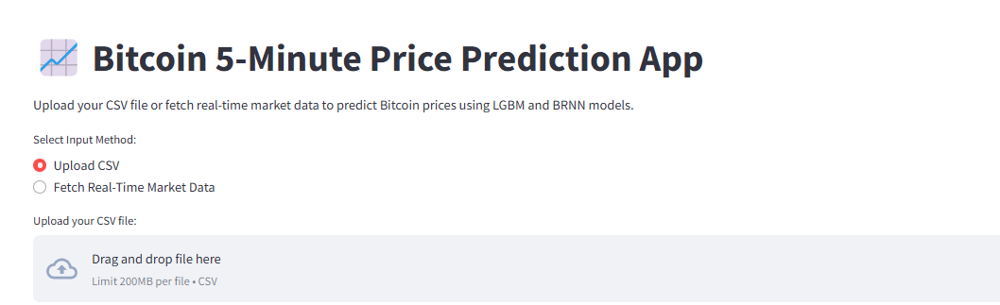 Bitcoin 5-Minute Price Prediction App
Upload your CSV file or fetch real-time market data to predict Bitcoin prices using LGBM and BRNN models.
Select Input Method:
Upload CSV
Fetch Real-Time Market Data
Upload your CSV file:
Drag and drop file here
Limit 200MB per file • CSV